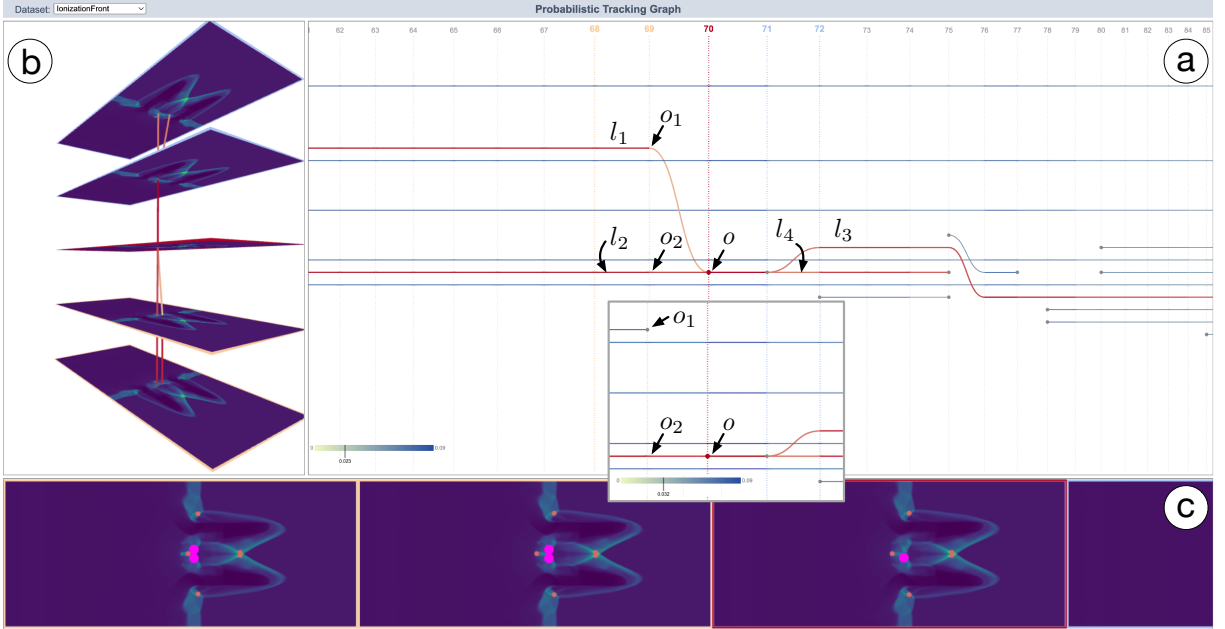 Dataset: IonizationFront
Probabilistic Tracking Graph
b
a
62 63 64 65 66 67 68 69 70 71 72 73 74 75 76 77 78 79 80 81 82 83 84 85
l1
o1
l2
o2
o
l4
l3
o1
o2
o
0 0.09
0.023
0 0.09
0.032
c